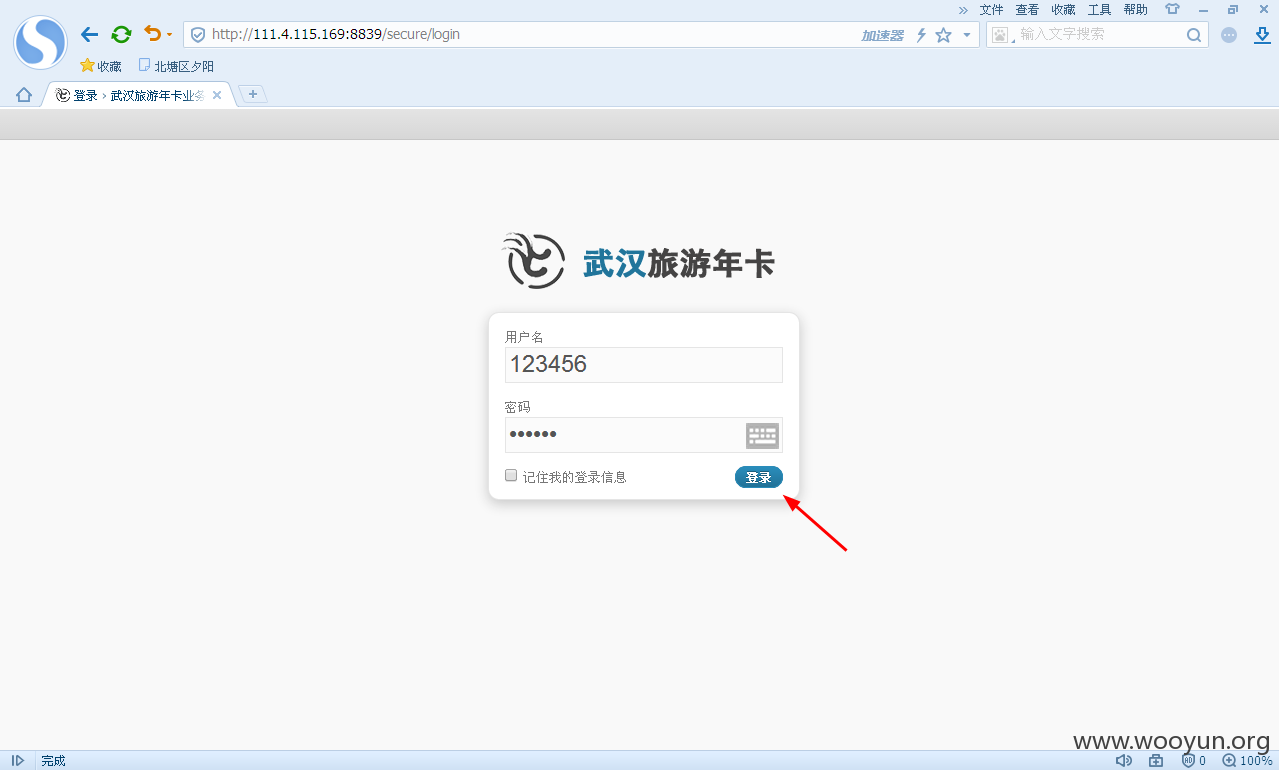 » 文件 查看 收藏 工具 帮助
http://111.4.115.169:8839/secure/login 加速器 输入文字搜索
收藏 北塘区夕阳
登录 › 武汉旅游年卡业务
武汉旅游年卡
用户名
123456
密码
••••••
记住我的登录信息 登录
www.wooyun.org
完成 0 100%